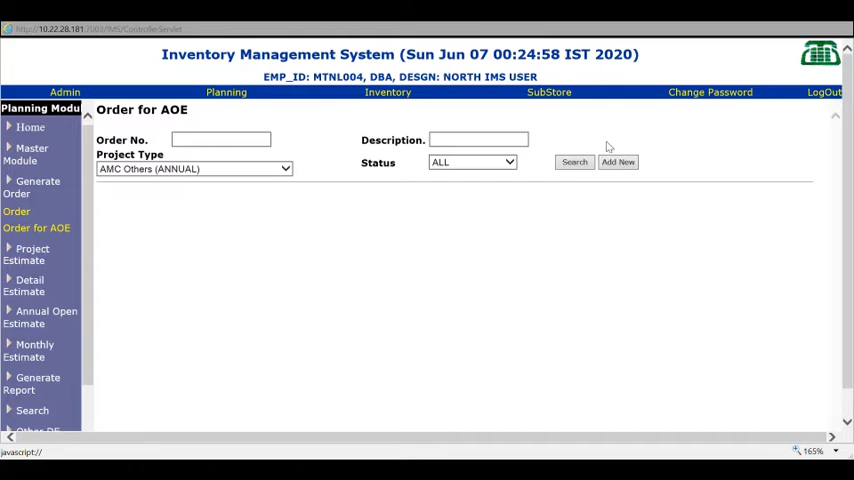 http://10.22.28.181:7003/IMS/ControllerServlet
Inventory Management System (Sun Jun 07 00:24:58 IST 2020)
EMP_ID: MTNL004, DBA, DESGN: NORTH IMS USER
Admin Planning Inventory SubStore Change Password LogOut
Planning Modu
Home
Master
Module
Generate
Order
Order
Order for AOE
Project
Estimate
Detail
Estimate
Annual Open
Estimate
Monthly
Estimate
Generate
Report
Search
Order for AOE
Order No. Description.
Project Type
AMC Others (ANNUAL) Status ALL Search Add New
javascript:// 165%